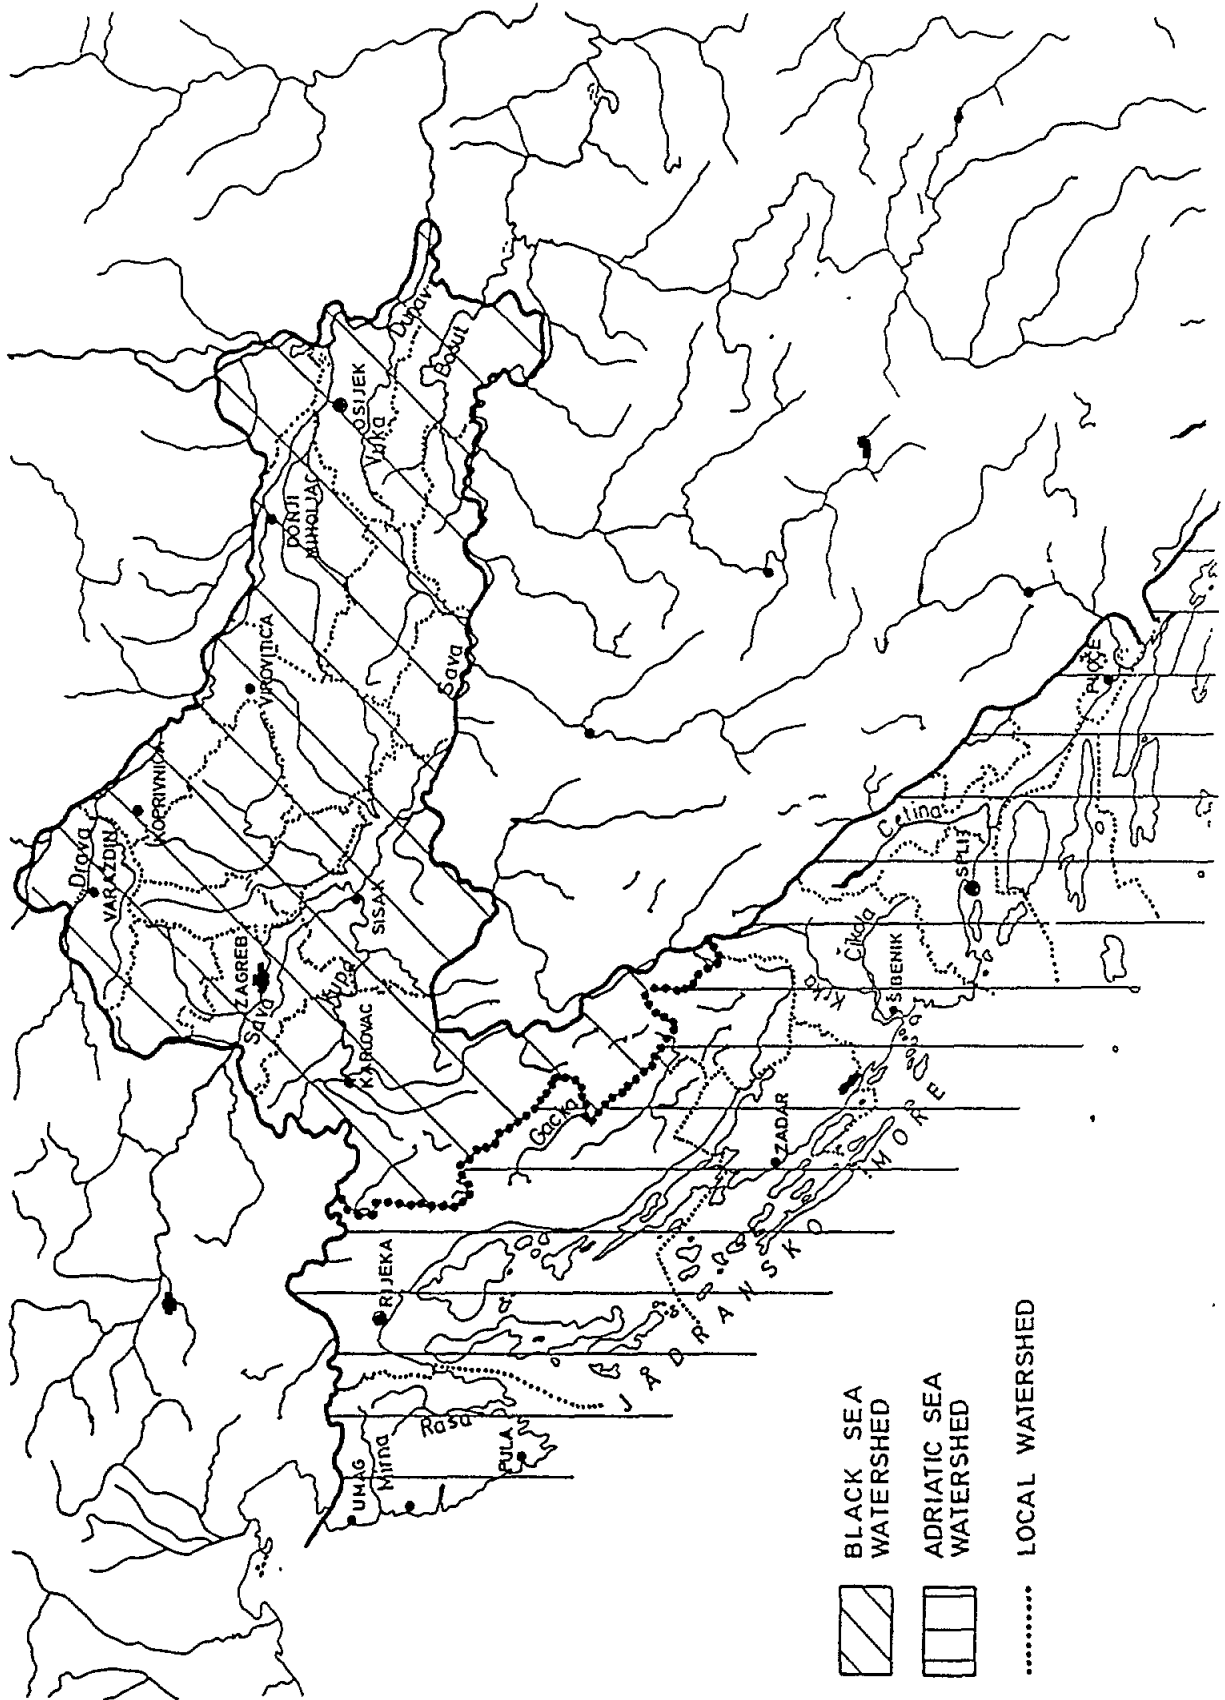 Drava
VARAŽDIN
KOPRIVNICA
VIROVITICA
DONJI
MIHOLJAC
OSIJEK
Vuka
Dunav
Bosut
Sava
ZAGREB
Sava
SISAK
Kupa
KARLOVAC
Gacka
RIJEKA
UMAG
Mirna
Raša
PULA
ZADAR
Krka
Čikola
ŠIBENIK
SPLIT
Cetina
PLOČE
JADRANSKO MORE
BLACK SEA
WATERSHED
ADRIATIC SEA
WATERSHED
LOCAL WATERSHED